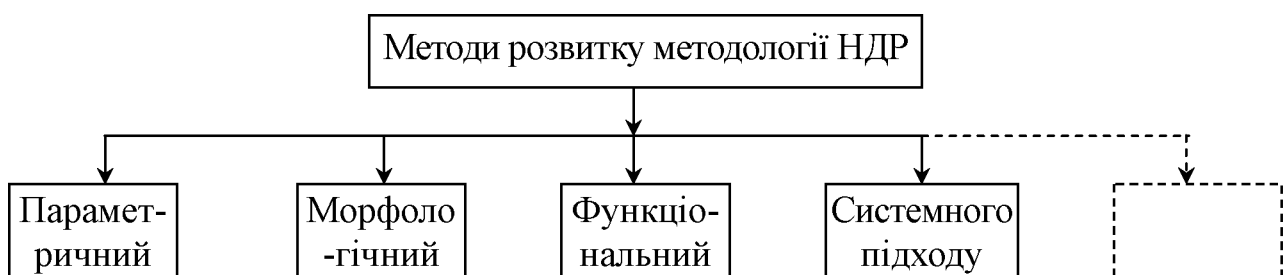 Методи розвитку методології НДР
Парамет-
ричний
Морфоло
-гічний
Функціо-
нальний
Системного
підходу